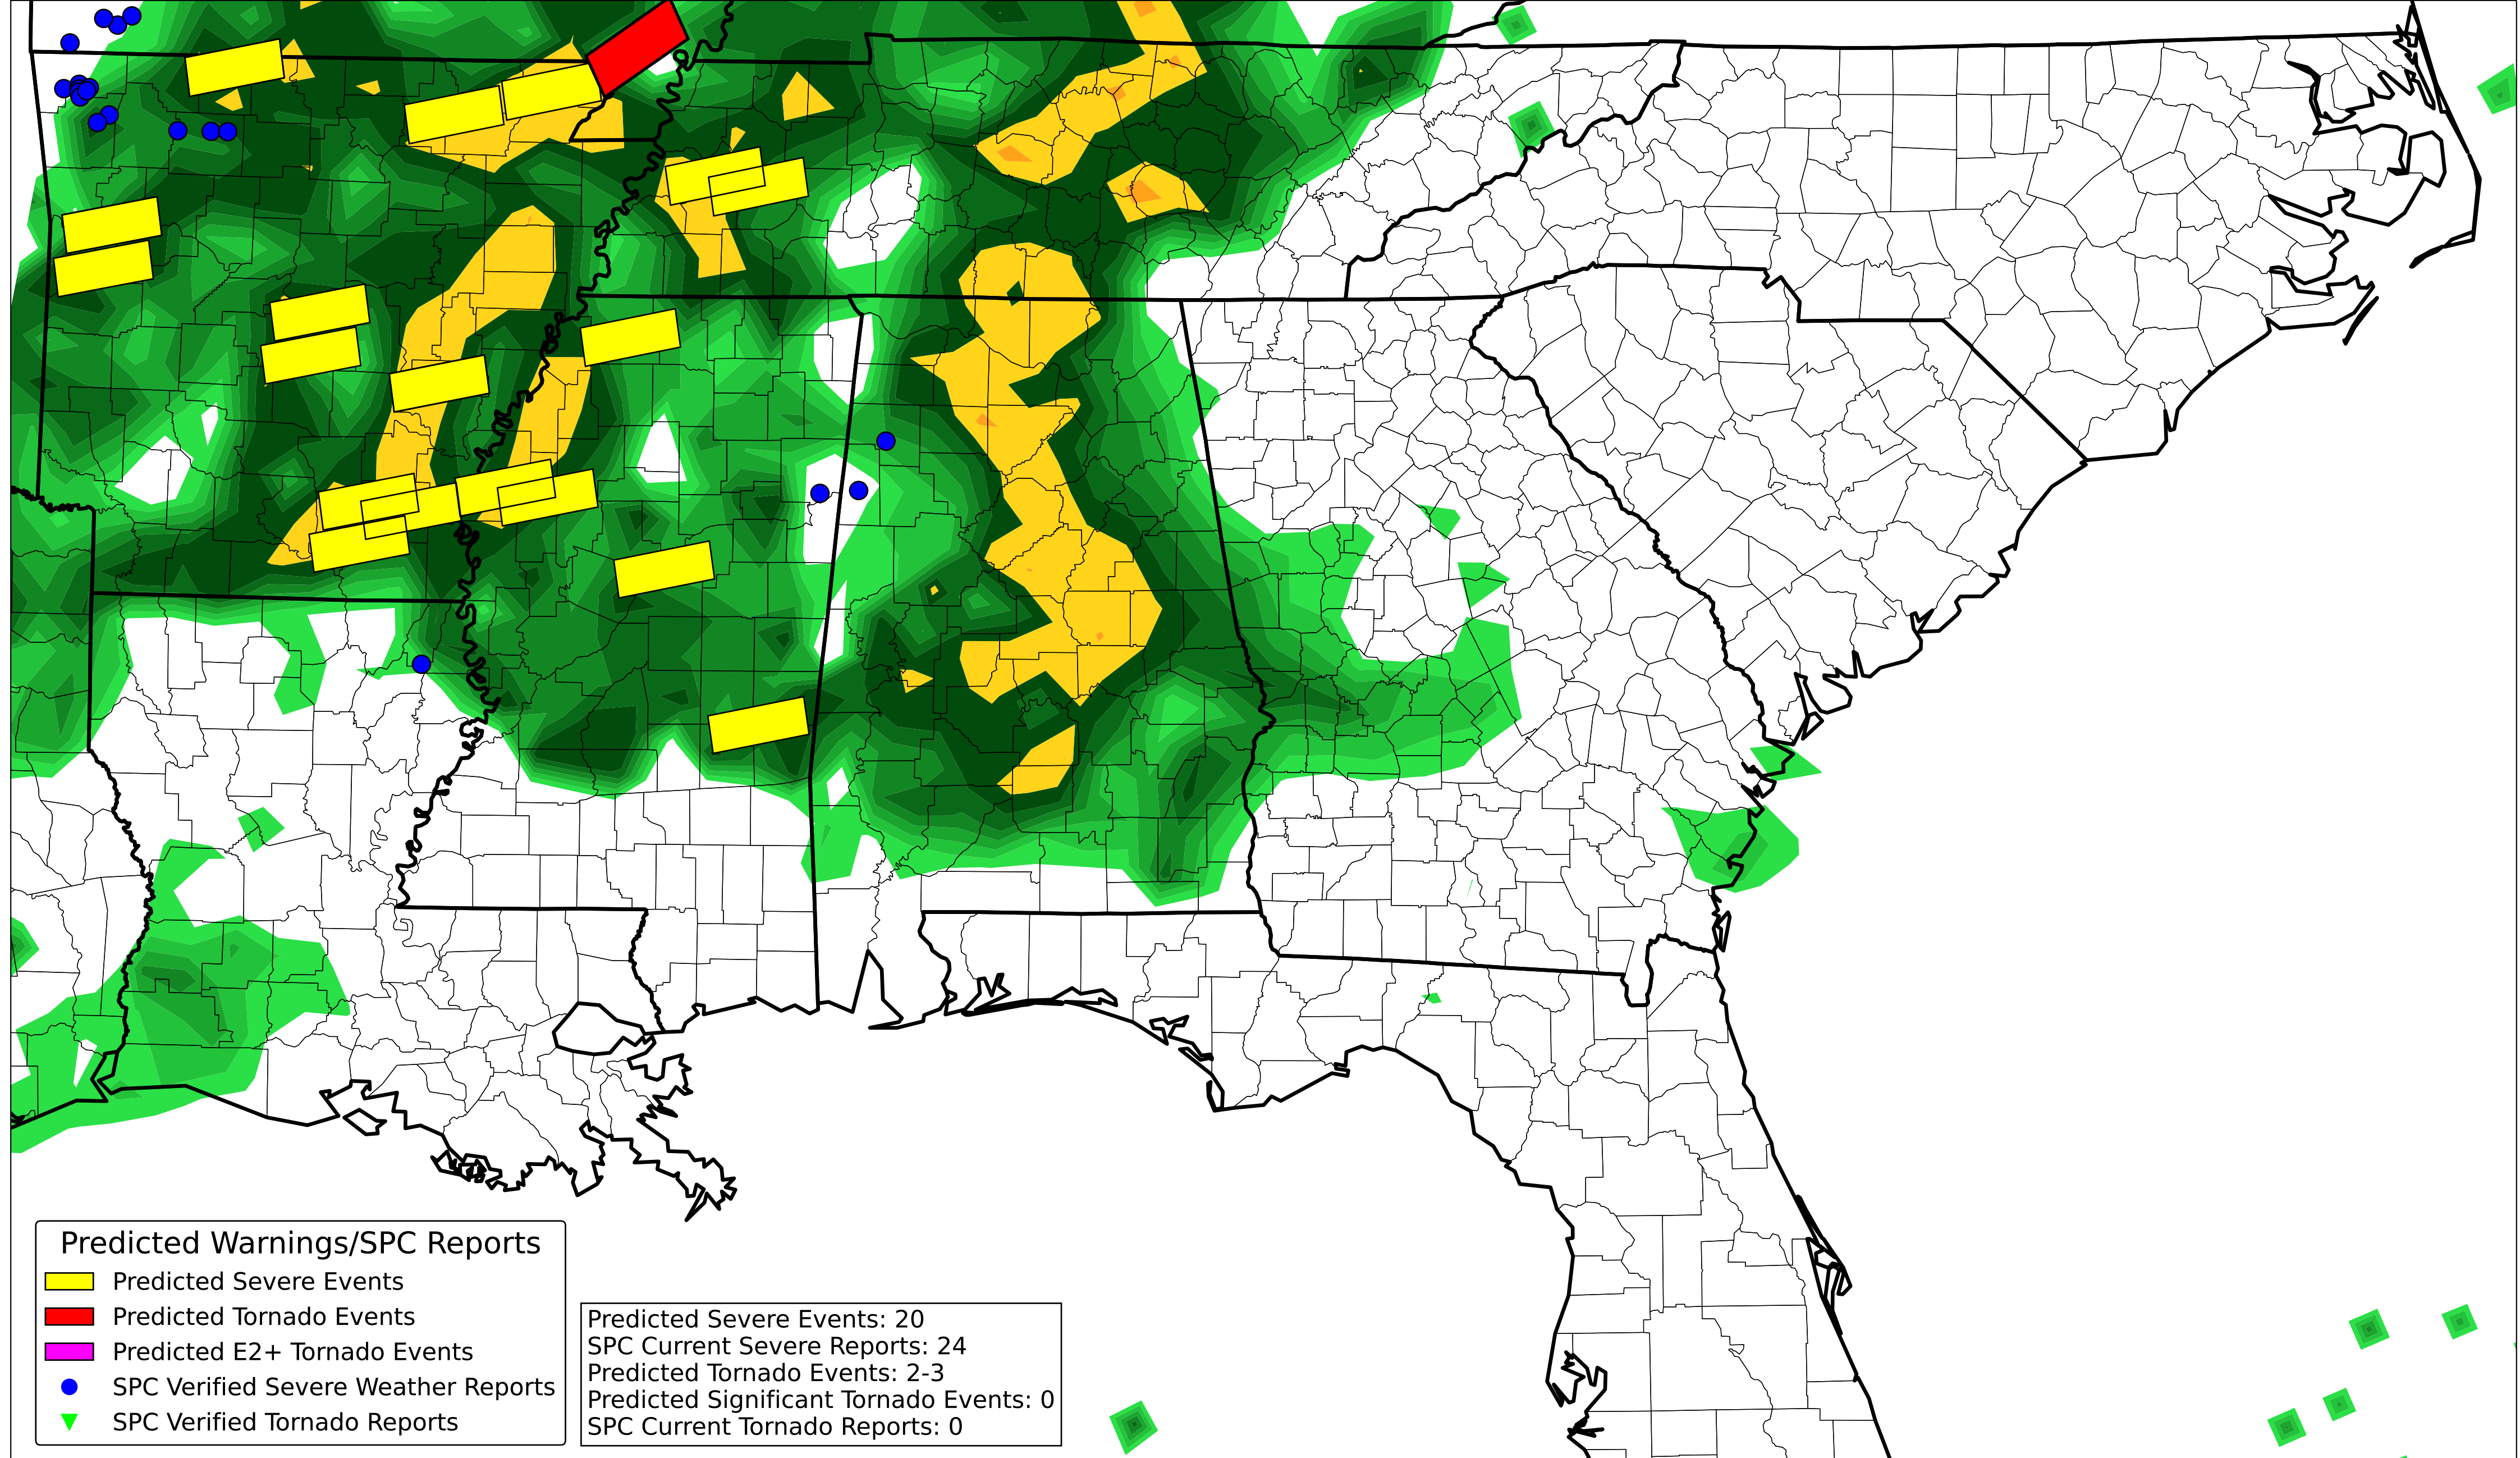 Predicted Warnings/SPC Reports
Predicted Severe Events
Predicted Tornado Events
Predicted E2+ Tornado Events
SPC Verified Severe Weather Reports
SPC Verified Tornado Reports
Predicted Severe Events: 20
SPC Current Severe Reports: 24
Predicted Tornado Events: 2-3
Predicted Significant Tornado Events: 0
SPC Current Tornado Reports: 0